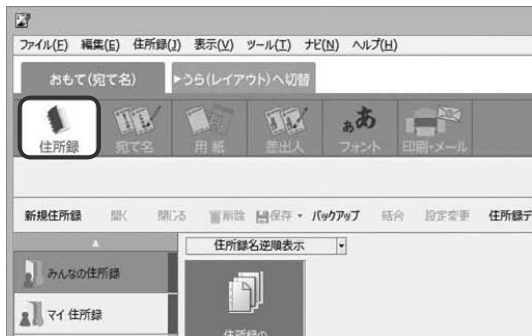 ファイル(F) 編集(E) 住所録(J) 表示(V) ツール(T) ナビ(N) ヘルプ(H)
おもて(宛て名) ▶うら(レイアウト)へ切替
住所録 宛て名 用紙 差出人 フォント 印刷・メール
新規住所録 開く 閉じる 削除 保存 バックアップ 結合 設定変更 住所録デ
住所録名逆順表示
みんなの住所録
マイ住所録
住所録の